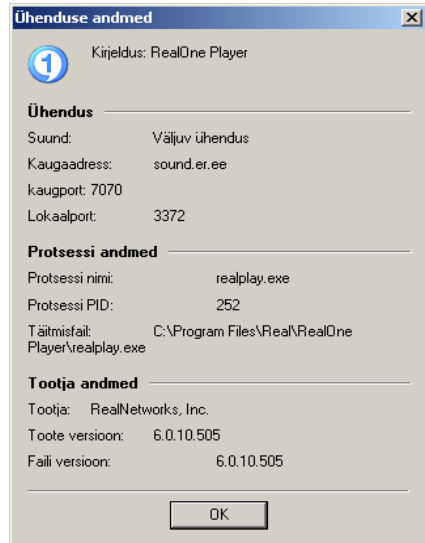 Ühenduse andmed
Kirjeldus: RealOne Player
Ühendus
Suund: Väljuv ühendus
Kaugaadress: sound.er.ee
kaugport: 7070
Lokaalport: 3372
Protsessi andmed
Protsessi nimi: realplay.exe
Protsessi PID: 252
Täitmisfail: C:\Program Files\Real\RealOne
Player\realplay.exe
Tootja andmed
Tootja: RealNetworks, Inc.
Toote versioon: 6.0.10.505
Faili versioon: 6.0.10.505
OK